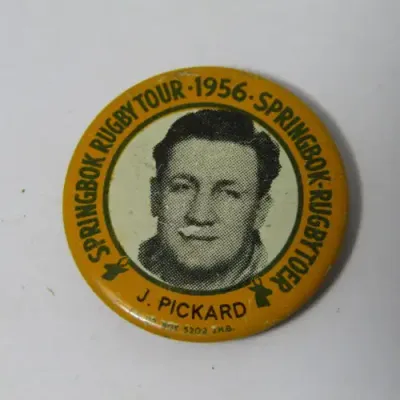 SPRINGBOK RUGBY TOUR · 1956 · SPRINGBOK-RUGBYTOER
J. PICKARD